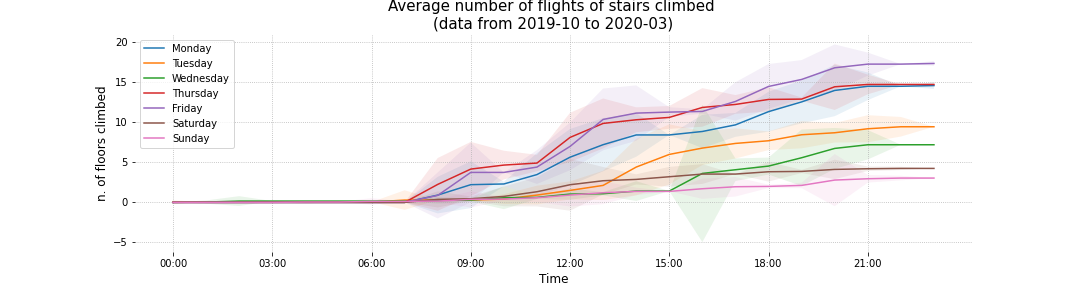 Average number of flights of stairs climbed
(data from 2019-10 to 2020-03)
20
15
10
5
0
−5
n. of floors climbed
Monday
Tuesday
Wednesday
Thursday
Friday
Saturday
Sunday
00:00 03:00 06:00 09:00 12:00 15:00 18:00 21:00
Time